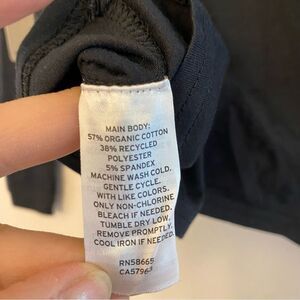 MAIN BODY:
57% ORGANIC COTTON
38% RECYCLED
POLYESTER
5% SPANDEX
MACHINE WASH COLD,
GENTLE CYCLE,
WITH LIKE COLORS.
ONLY NON-CHLORINE
BLEACH IF NEEDED.
TUMBLE DRY LOW,
REMOVE PROMPTLY.
COOL IRON IF NEEDED.
RN58665